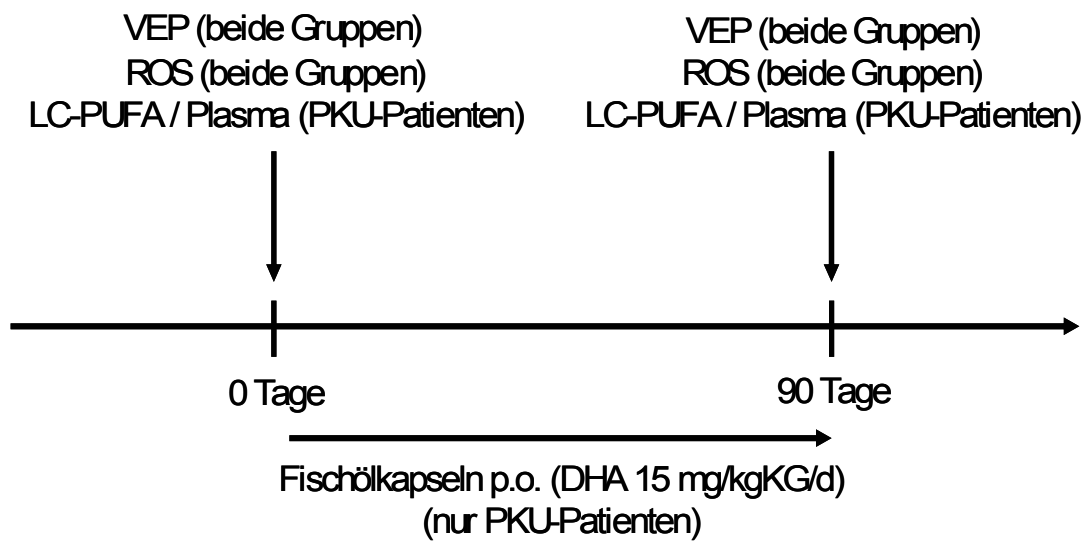 VEP (beide Gruppen)
ROS (beide Gruppen)
LC-PUFA / Plasma (PKU-Patienten)
VEP (beide Gruppen)
ROS (beide Gruppen)
LC-PUFA / Plasma (PKU-Patienten)
0 Tage
90 Tage
Fischölkapseln p.o. (DHA 15 mg/kgKG/d)
(nur PKU-Patienten)